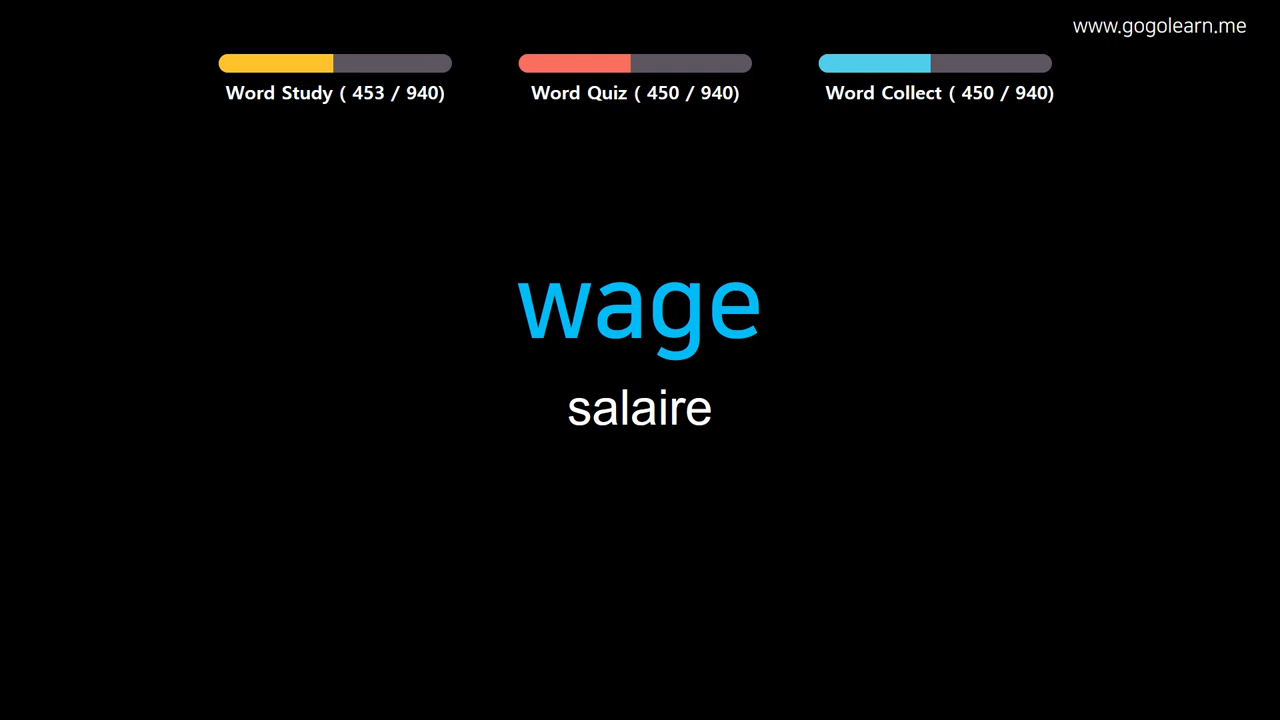 www.gogolearn.me
Word Study ( 453 / 940)
Word Quiz ( 450 / 940)
Word Collect ( 450 / 940)
wage
salaire